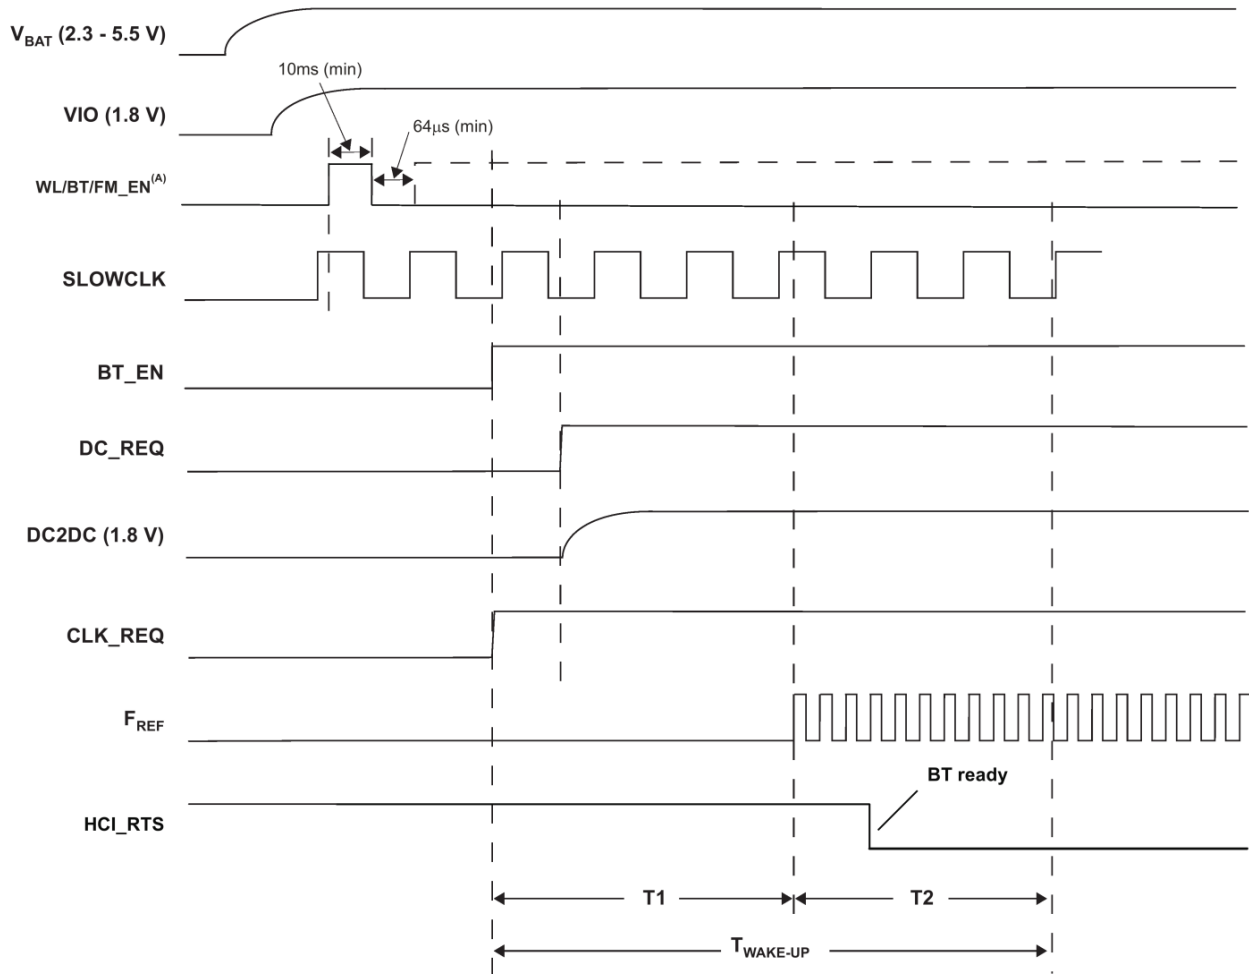 VBAT (2.3 - 5.5 V)
10ms (min)
VIO (1.8 V)
64µs (min)
WL/BT/FM_EN(A)
SLOWCLK
BT_EN
DC_REQ
DC2DC (1.8 V)
CLK_REQ
FREF
BT ready
HCI_RTS
T1
T2
TWAKE-UP